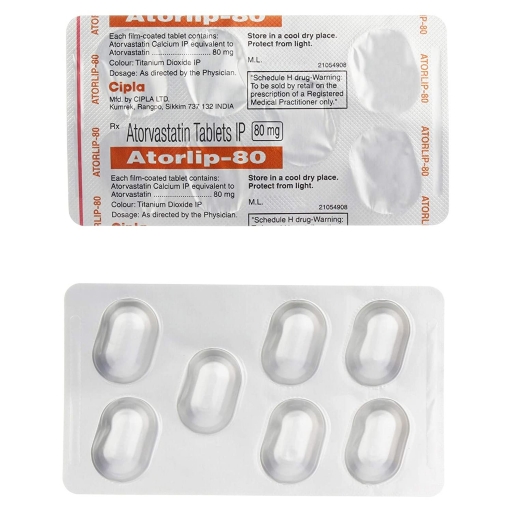 Atorlip-80
Each film-coated tablet contains:
Atorvastatin Calcium IP equivalent to
Atorvastatin ........................ 80 mg
Colour: Titanium Dioxide IP
Dosage: As directed by the Physician.
Cipla
Mfd. by CIPLA LTD.
Kumrek, Rangpo, Sikkim 737 132 INDIA
Store in a cool dry place.
Protect from light.
M.L.
21054908
"Schedule H drug-Warning:
To be sold by retail on the
prescription of a Registered
Medical Practitioner only."
ATORLIP-80
ATORLIP-80
Rx Atorvastatin Tablets IP 80 mg
Atorlip-80
Each film-coated tablet contains:
Atorvastatin Calcium IP equivalent to
Atorvastatin ........................ 80 mg
Colour: Titanium Dioxide IP
Dosage: As directed by the Physician.
Store in a cool dry place.
Protect from light.
M.L.
21054908
"Schedule H drug-Warning:
ATORLIP-80
ATORLIP-80